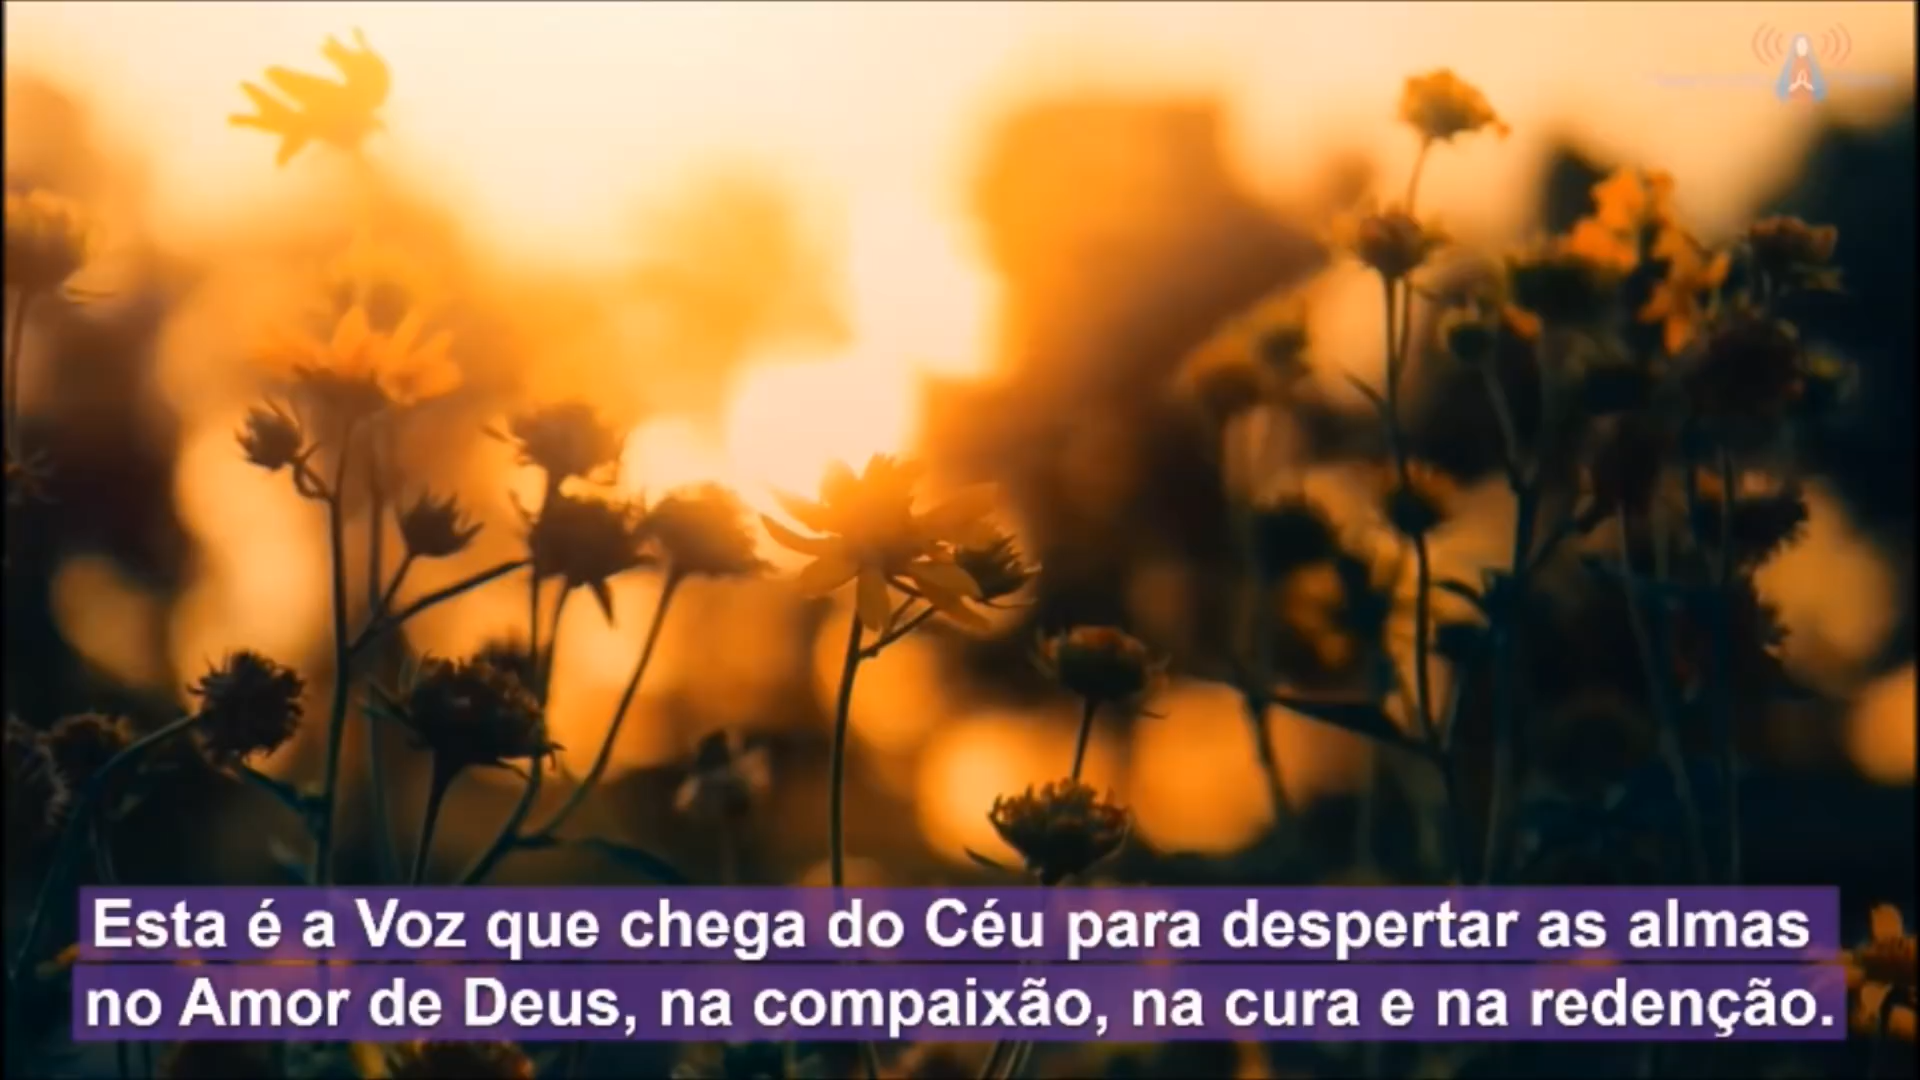 Esta é a Voz que chega do Céu para despertar as almas
no Amor de Deus, na compaixão, na cura e na redenção.